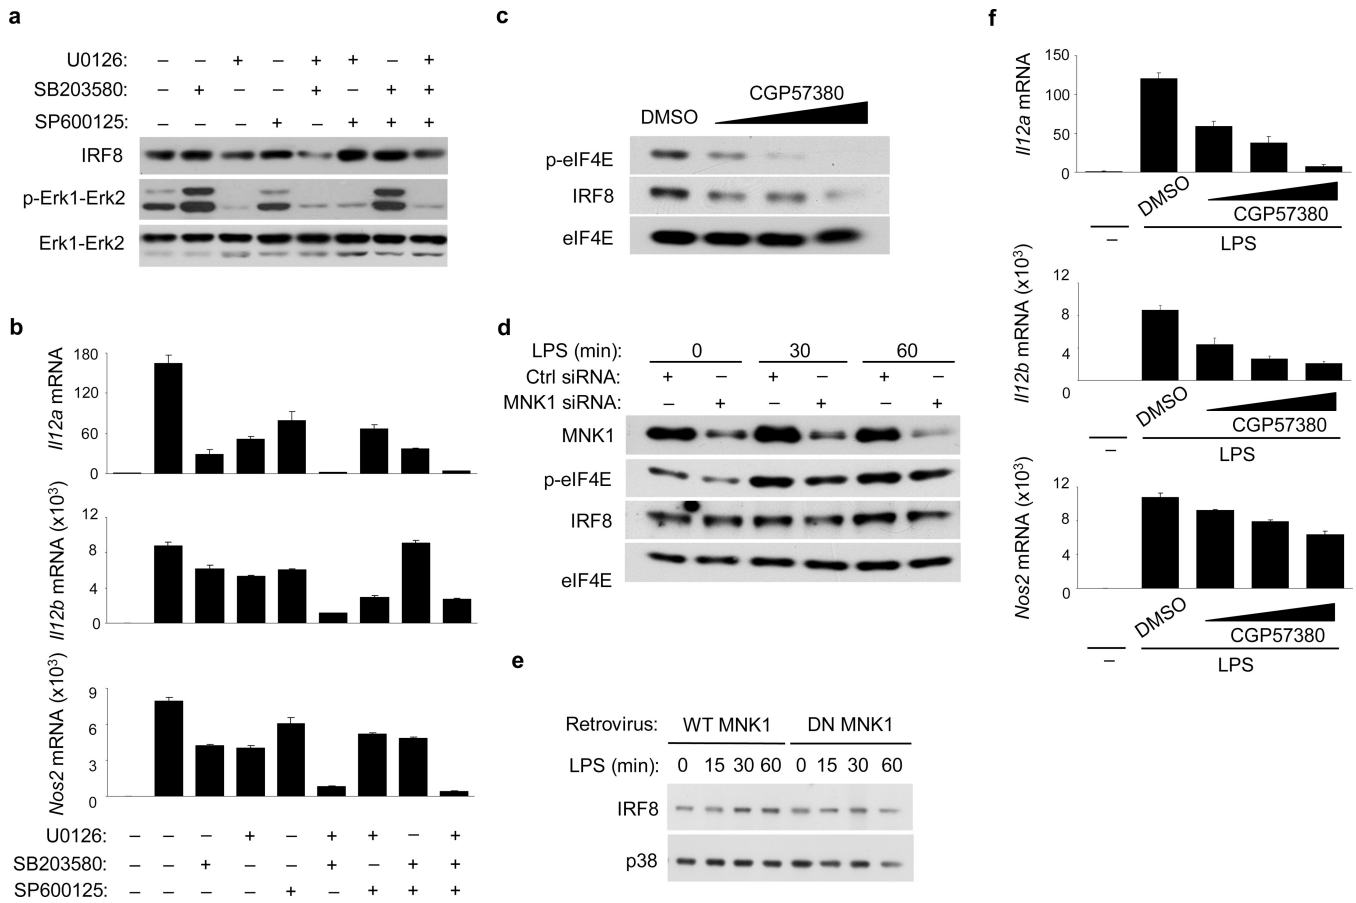 a
U0126: – – + – + + – +
SB203580: – + – – + – + +
SP600125: – – – + – + + +
IRF8
p-Erk1-Erk2
Erk1-Erk2
b
Il12a mRNA
180
120
60
0
Il12b mRNA (x10³)
12
8
4
0
Nos2 mRNA (x10³)
9
6
3
0
U0126: – – – + – + + – +
SB203580: – – + – – + – + +
SP600125: – – – – + – + + +
c
CGP57380
DMSO
p-eIF4E
IRF8
eIF4E
d
LPS (min): 0 30 60
Ctrl siRNA: + – + – + –
MNK1 siRNA: – + – + – +
MNK1
p-eIF4E
IRF8
eIF4E
e
Retrovirus: WT MNK1 DN MNK1
LPS (min): 0 15 30 60 0 15 30 60
IRF8
p38
f
Il12a mRNA
150
100
50
0
DMSO
CGP57380
– LPS
Il12b mRNA (x10³)
12
8
4
0
DMSO
CGP57380
– LPS
Nos2 mRNA (x10³)
12
8
4
0
DMSO
CGP57380
– LPS